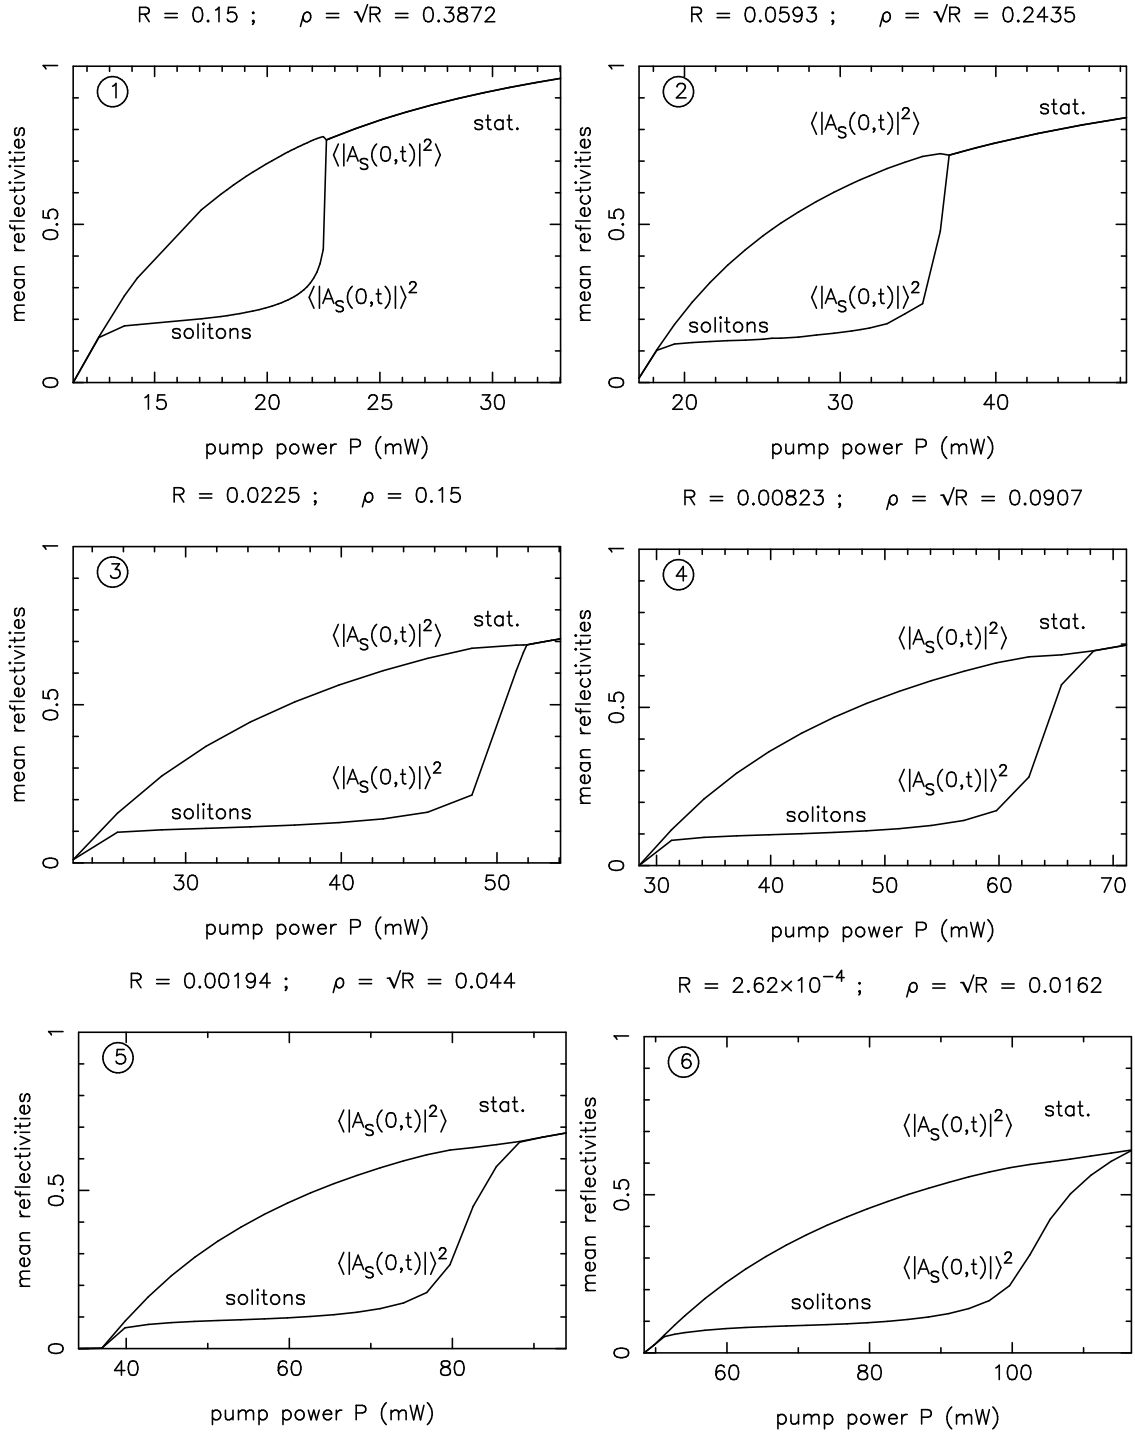 R = 0.15 ; ρ = √R = 0.3872
1
mean reflectivities
0
0.5
1
stat.
⟨|A_S(0,t)|²⟩
⟨|A_S(0,t)|⟩²
solitons
15 20 25 30
pump power P (mW)
R = 0.0593 ; ρ = √R = 0.2435
2
mean reflectivities
0
0.5
1
stat.
⟨|A_S(0,t)|²⟩
⟨|A_S(0,t)|⟩²
solitons
20 30 40
pump power P (mW)
R = 0.0225 ; ρ = 0.15
3
mean reflectivities
0
0.5
1
stat.
⟨|A_S(0,t)|²⟩
⟨|A_S(0,t)|⟩²
solitons
30 40 50
pump power P (mW)
R = 0.00823 ; ρ = √R = 0.0907
4
mean reflectivities
0
0.5
1
stat.
⟨|A_S(0,t)|²⟩
⟨|A_S(0,t)|⟩²
solitons
30 40 50 60 70
pump power P (mW)
R = 0.00194 ; ρ = √R = 0.044
5
mean reflectivities
0
0.5
1
stat.
⟨|A_S(0,t)|²⟩
⟨|A_S(0,t)|⟩²
solitons
40 60 80
pump power P (mW)
R = 2.62×10⁻⁴ ; ρ = √R = 0.0162
6
mean reflectivities
0
0.5
1
stat.
⟨|A_S(0,t)|²⟩
⟨|A_S(0,t)|⟩²
solitons
60 80 100
pump power P (mW)